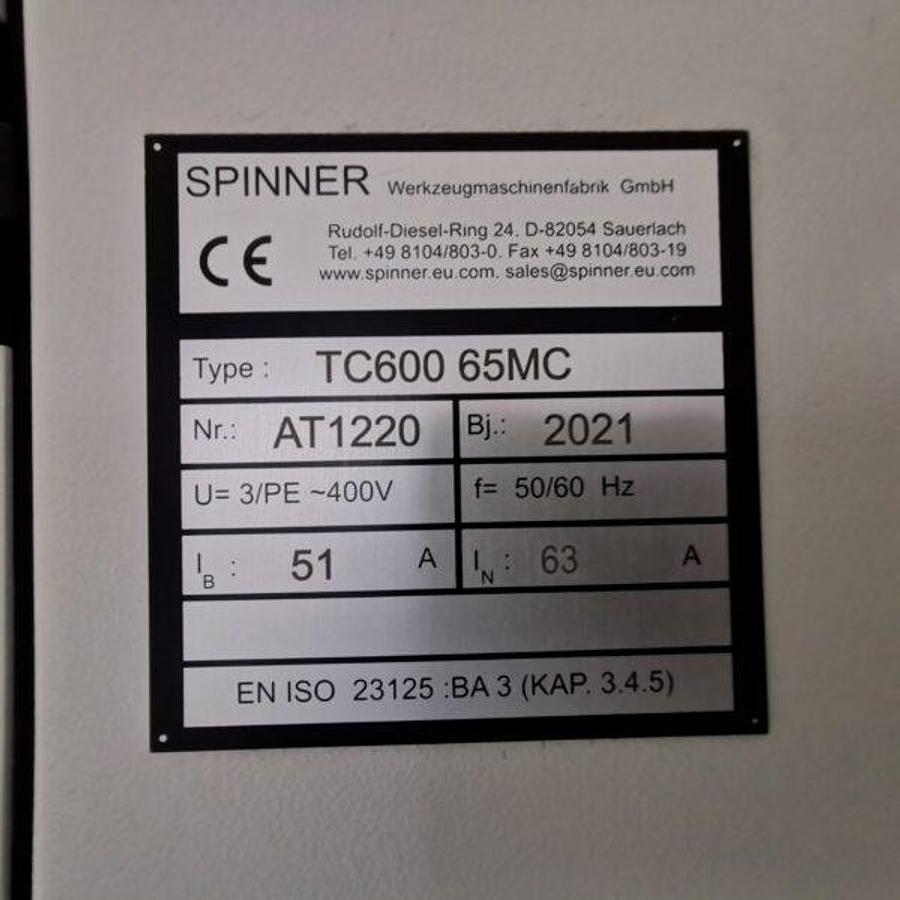 SPINNER Werkzeugmaschinenfabrik GmbH
CE
Rudolf-Diesel-Ring 24, D-82054 Sauerlach
Tel. +49 8104/803-0. Fax +49 8104/803-19
www.spinner.eu.com. sales@spinner.eu.com
Type : TC600 65MC
Nr.: AT1220 Bj.: 2021
U= 3/PE ~400V f= 50/60 Hz
IB : 51 A IN : 63 A
EN ISO 23125 :BA 3 (KAP. 3.4.5)